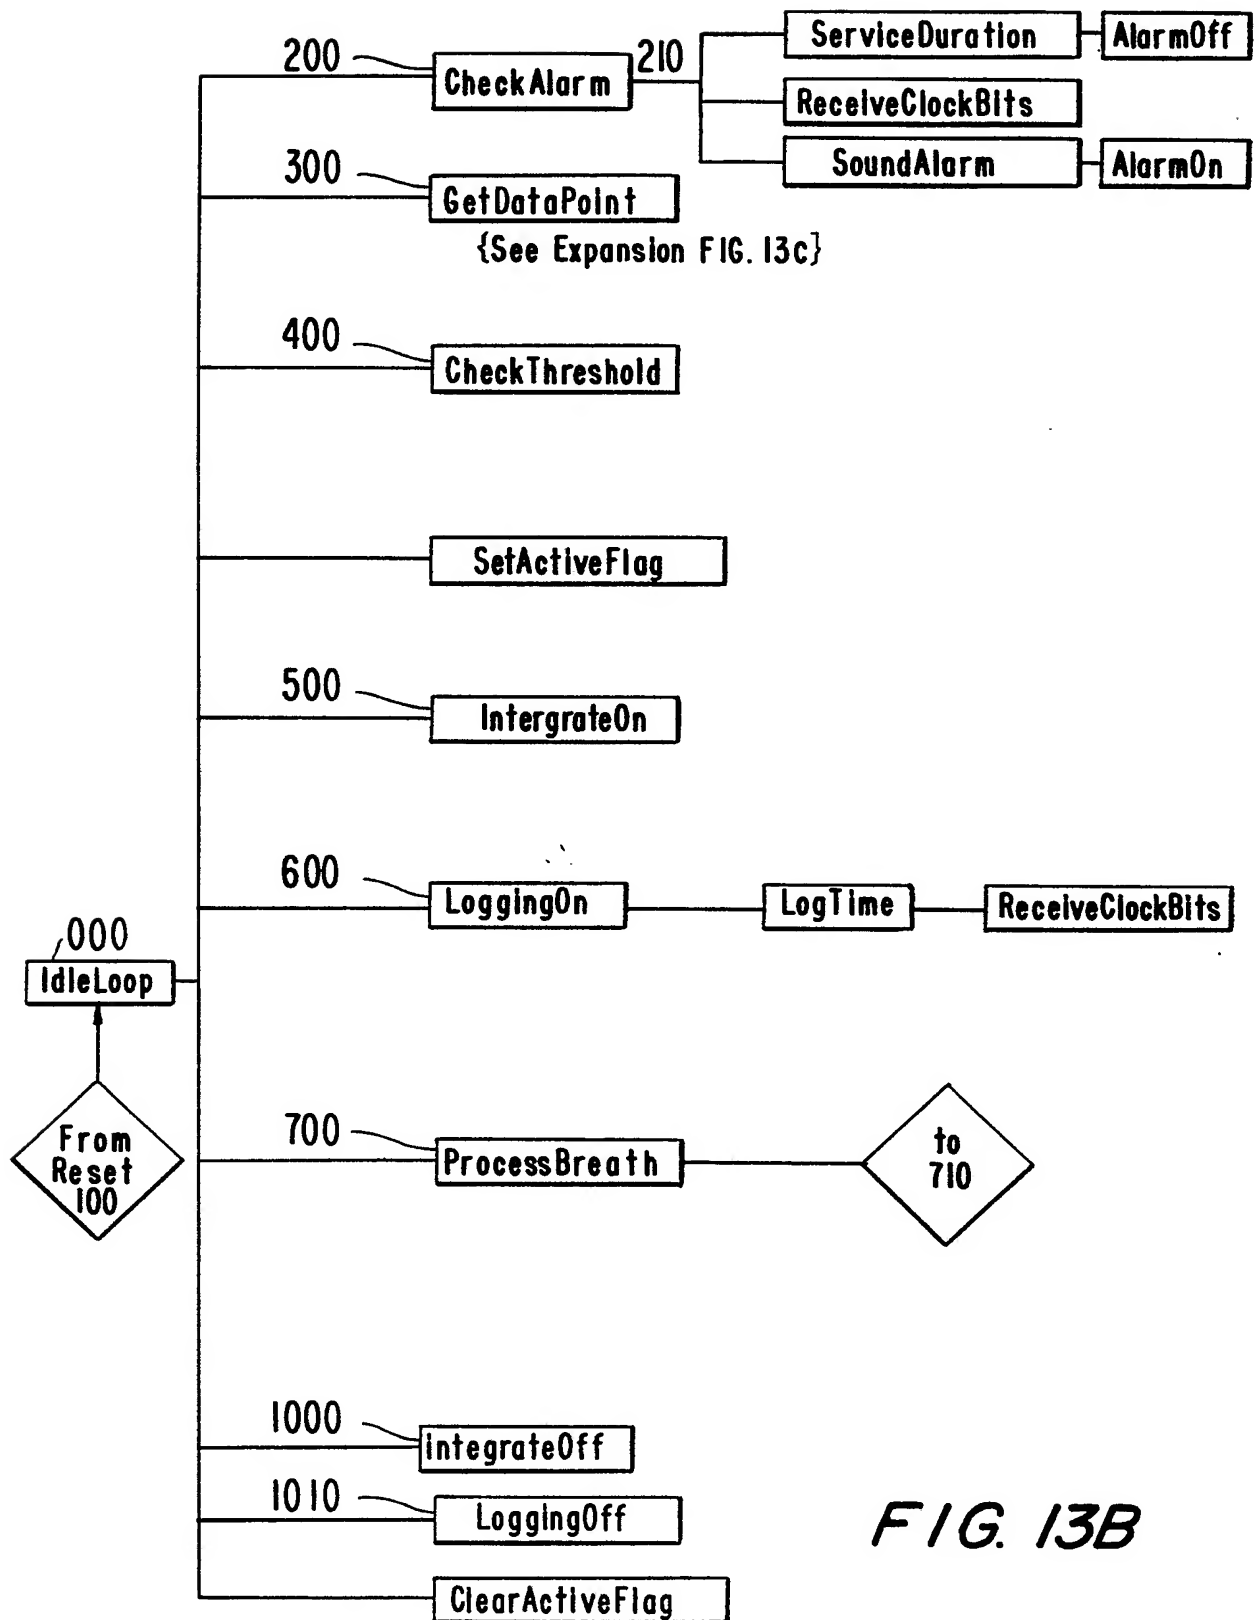 200 CheckAlarm 210 ServiceDuration AlarmOff
ReceiveClockBits
SoundAlarm AlarmOn
300 GetDataPoint
{See Expansion FIG. 13c}
400 CheckThreshold
SetActiveFlag
500 IntergrateOn
600 LoggingOn LogTime ReceiveClockBits
000
IdleLoop
From
Reset
100
700 ProcessBreath
to
710
1000 integrateOff
1010 LoggingOff
ClearActiveFlag
FIG. 13B